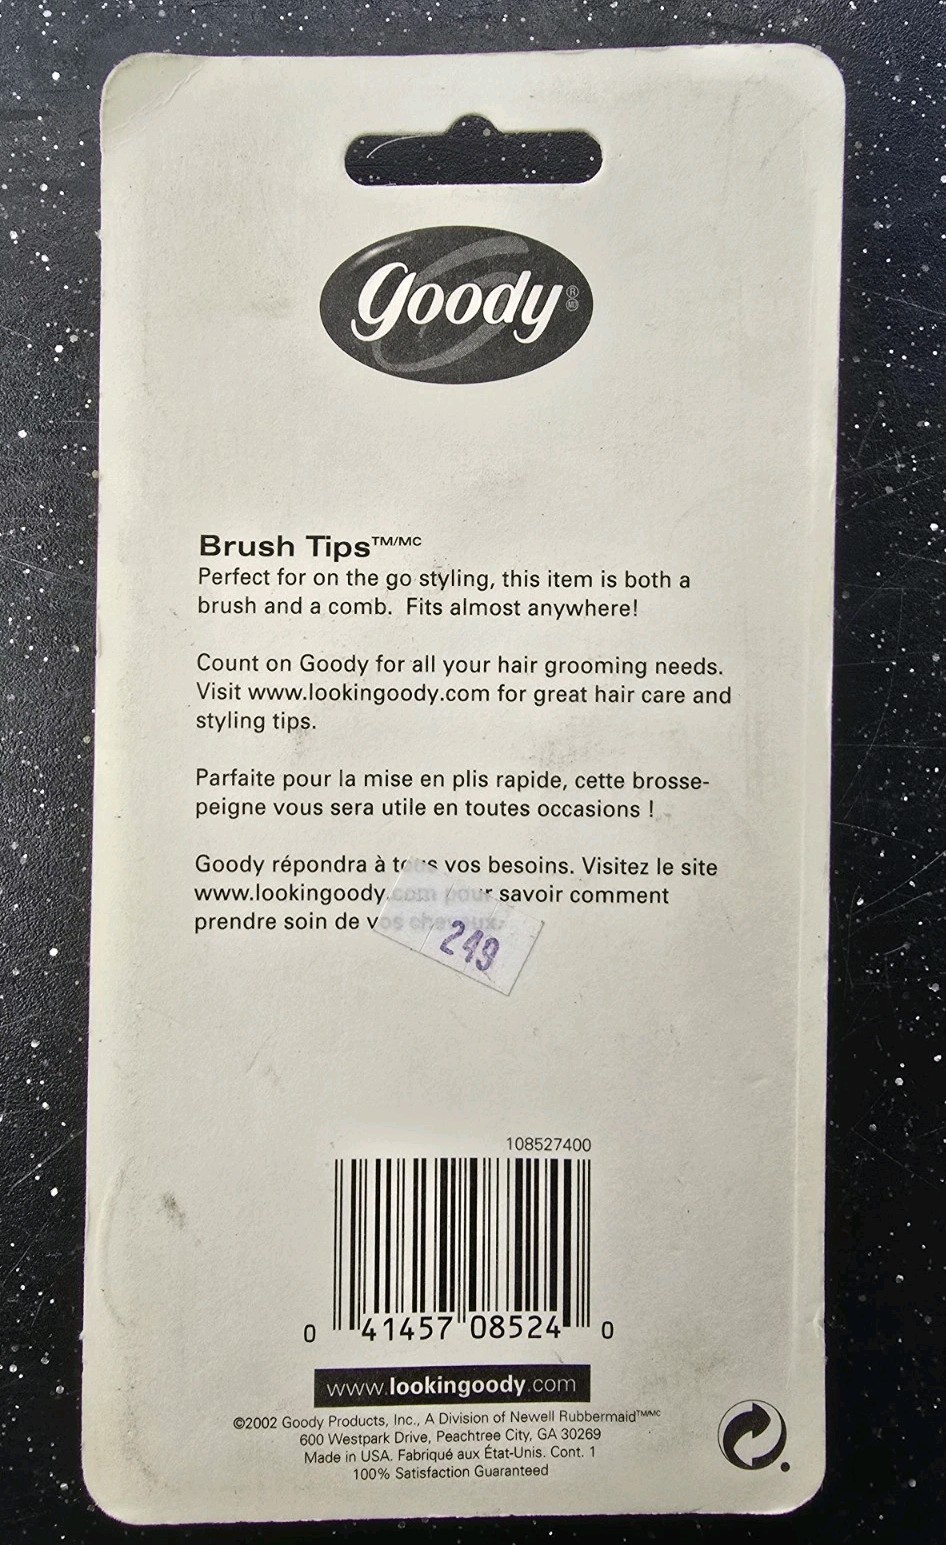 goody® MD
Brush Tips™/MC
Perfect for on the go styling, this item is both a
brush and a comb. Fits almost anywhere!
Count on Goody for all your hair grooming needs.
Visit www.lookingoody.com for great hair care and
styling tips.
Parfaite pour la mise en plis rapide, cette brosse-
peigne vous sera utile en toutes occasions !
Goody répondra à tous vos besoins. Visitez le site
www.lookingoody.com pour savoir comment
prendre soin de vos cheveux.
249
108527400
0 41457 08524 0
www.lookingoody.com
©2002 Goody Products, Inc., A Division of Newell Rubbermaid™/MC
600 Westpark Drive, Peachtree City, GA 30269
Made in USA. Fabriqué aux État-Unis. Cont. 1
100% Satisfaction Guaranteed